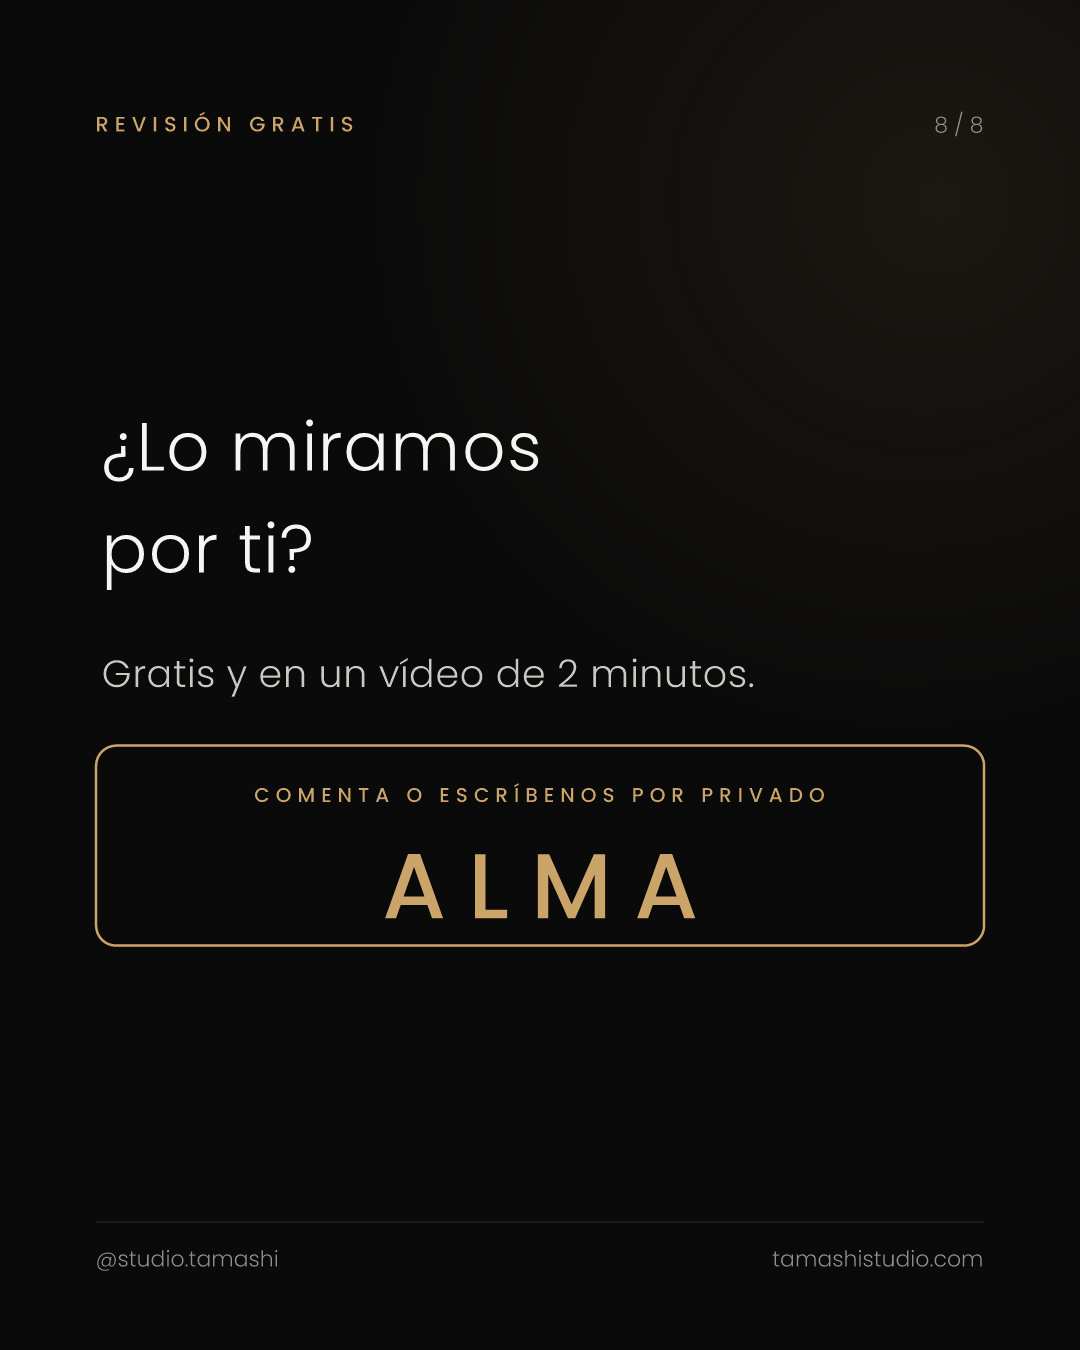 REVISIÓN GRATIS
8 / 8
¿Lo miramos
por ti?
Gratis y en un vídeo de 2 minutos.
COMENTA O ESCRÍBENOS POR PRIVADO
ALMA
@studio.tamashi
tamashistudio.com